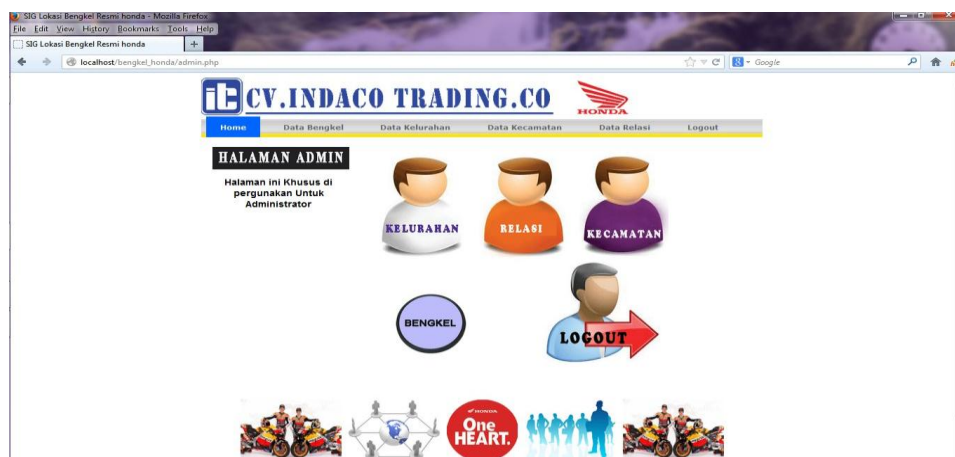 SIG Lokasi Bengkel Resmi honda - Mozilla Firefox
File Edit View History Bookmarks Tools Help
SIG Lokasi Bengkel Resmi honda
localhost/bengkel_honda/admin.php
Google
it CV.INDACO TRADING.CO HONDA
Home Data Bengkel Data Kelurahan Data Kecamatan Data Relasi Logout
HALAMAN ADMIN
Halaman ini Khusus di
pergunakan Untuk
Administrator
KELURAHAN RELASI KECAMATAN
BENGKEL
LOGOUT
HONDA
One
HEART.